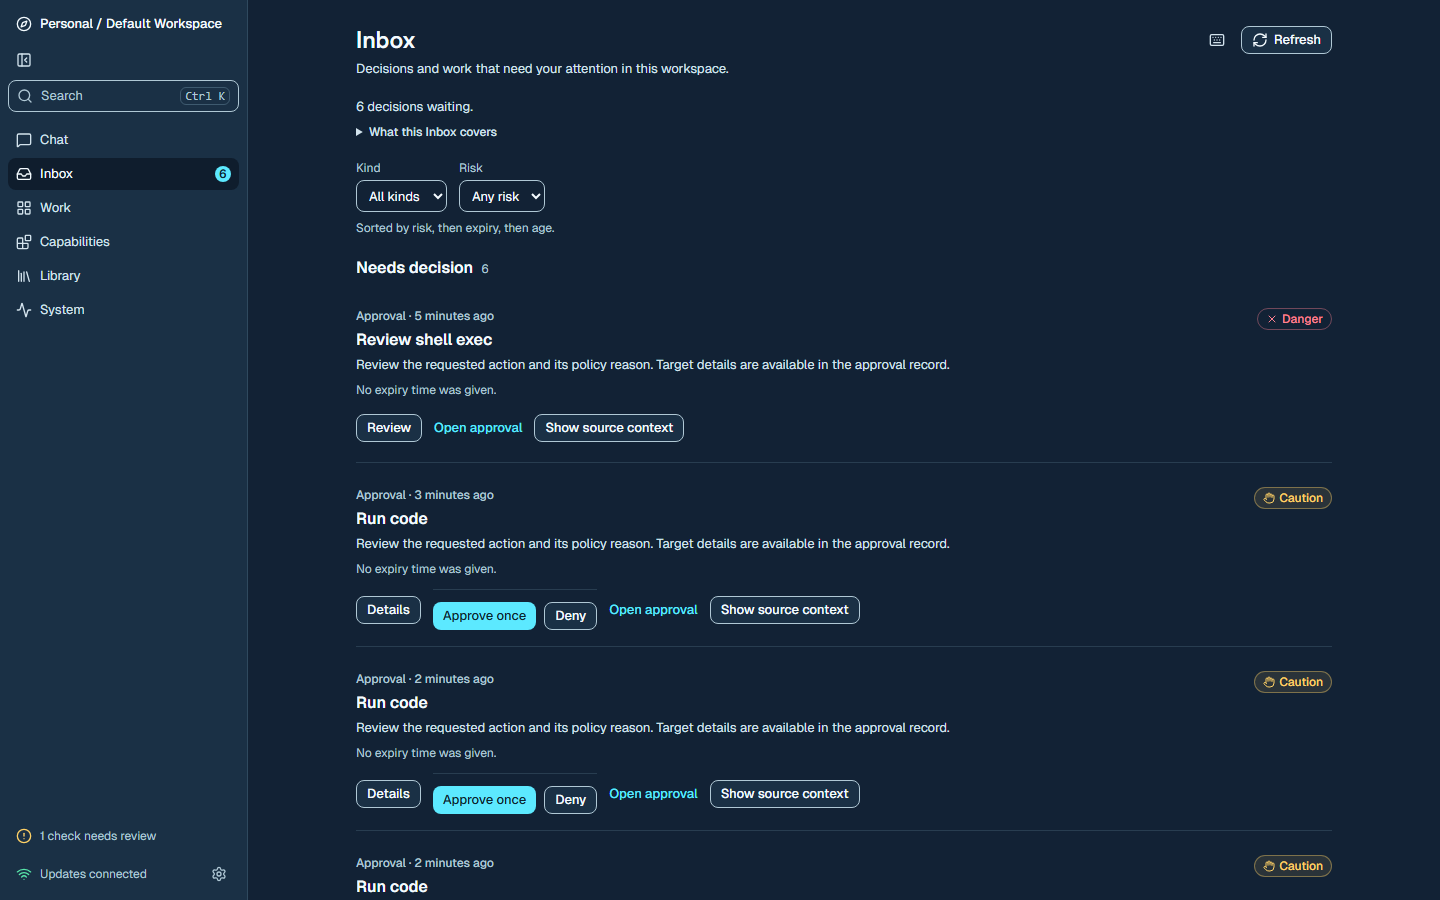 Personal / Default Workspace
Search
Ctrl K
Chat
Inbox
6
Work
Capabilities
Library
System
1 check needs review
Updates connected
Inbox
Refresh
Decisions and work that need your attention in this workspace.
6 decisions waiting.
What this Inbox covers
Kind
Risk
All kinds
Any risk
Sorted by risk, then expiry, then age.
Needs decision 6
Approval · 5 minutes ago
Danger
Review shell exec
Review the requested action and its policy reason. Target details are available in the approval record.
No expiry time was given.
Review
Open approval
Show source context
Approval · 3 minutes ago
Caution
Run code
Review the requested action and its policy reason. Target details are available in the approval record.
No expiry time was given.
Details
Approve once
Deny
Open approval
Show source context
Approval · 2 minutes ago
Caution
Run code
Review the requested action and its policy reason. Target details are available in the approval record.
No expiry time was given.
Details
Approve once
Deny
Open approval
Show source context
Approval · 2 minutes ago
Caution
Run code